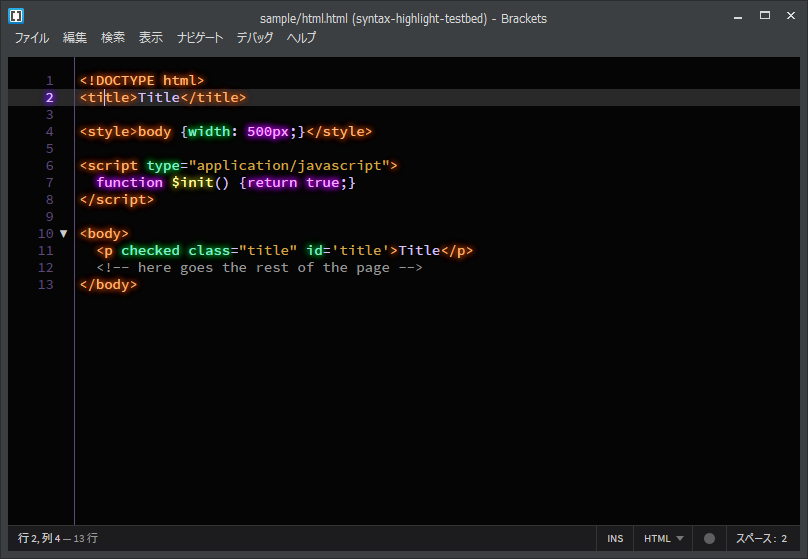 sample/html.html (syntax-highlight-testbed) - Brackets
ファイル 編集 検索 表示 ナビゲート デバッグ ヘルプ
1 <!DOCTYPE html>
2 <title>Title</title>
3
4 <style>body {width: 500px;}</style>
5
6 <script type="application/javascript">
7   function $init() {return true;}
8 </script>
9
10 ▼ <body>
11   <p checked class="title" id='title'>Title</p>
12   <!-- here goes the rest of the page -->
13 </body>
行 2, 列 4 — 13 行 INS HTML ▼ スペース: 2